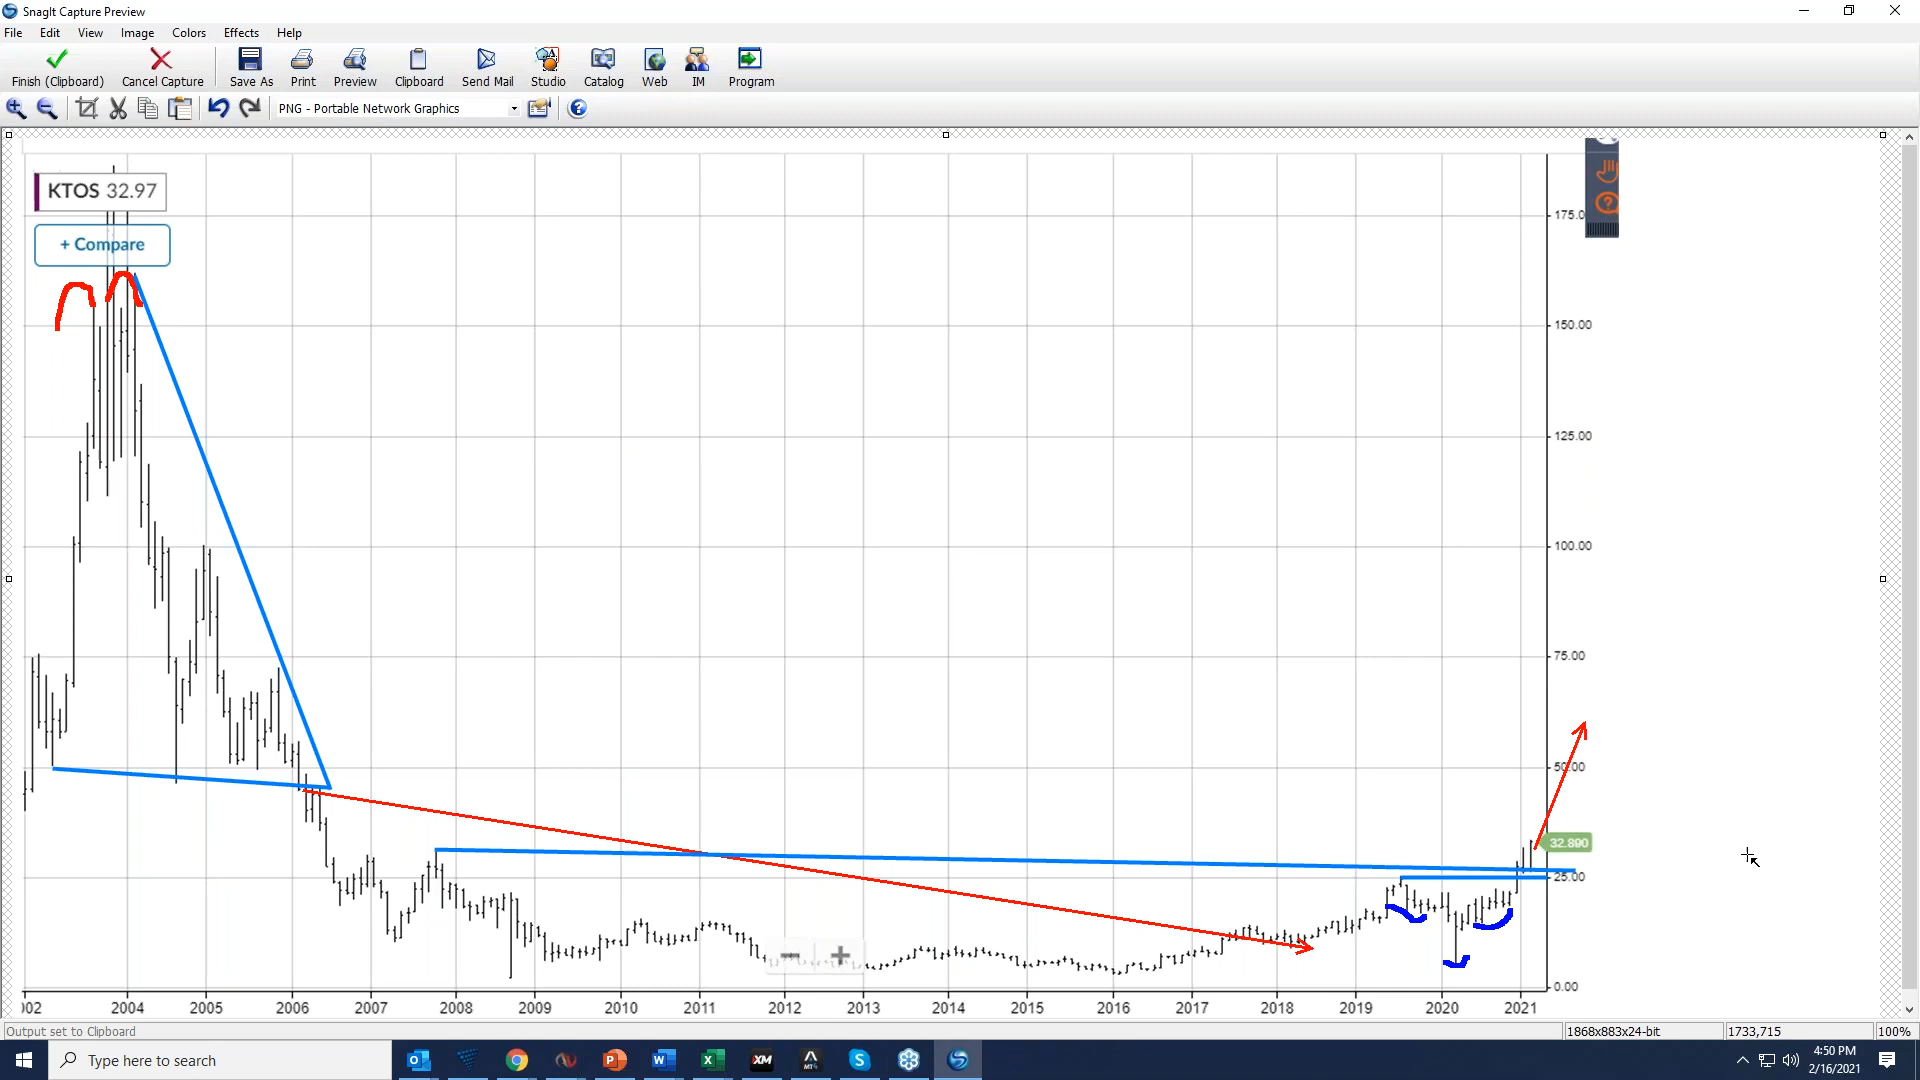 SnagIt Capture Preview
File Edit View Image Colors Effects Help
Finish (Clipboard) Cancel Capture Save As Print Preview Clipboard Send Mail Studio Catalog Web IM Program
PNG - Portable Network Graphics
KTOS 32.97
+ Compare
175.0
150.00
125.00
100.00
75.00
50.00
32.890
25.00
0.00
02 2004 2005 2006 2007 2008 2009 2010 2011 2012 2013 2014 2015 2016 2017 2018 2019 2020 2021
Output set to Clipboard 1868x883x24-bit 1733,715 100%
Type here to search
XM
MT4
4:50 PM
2/16/2021